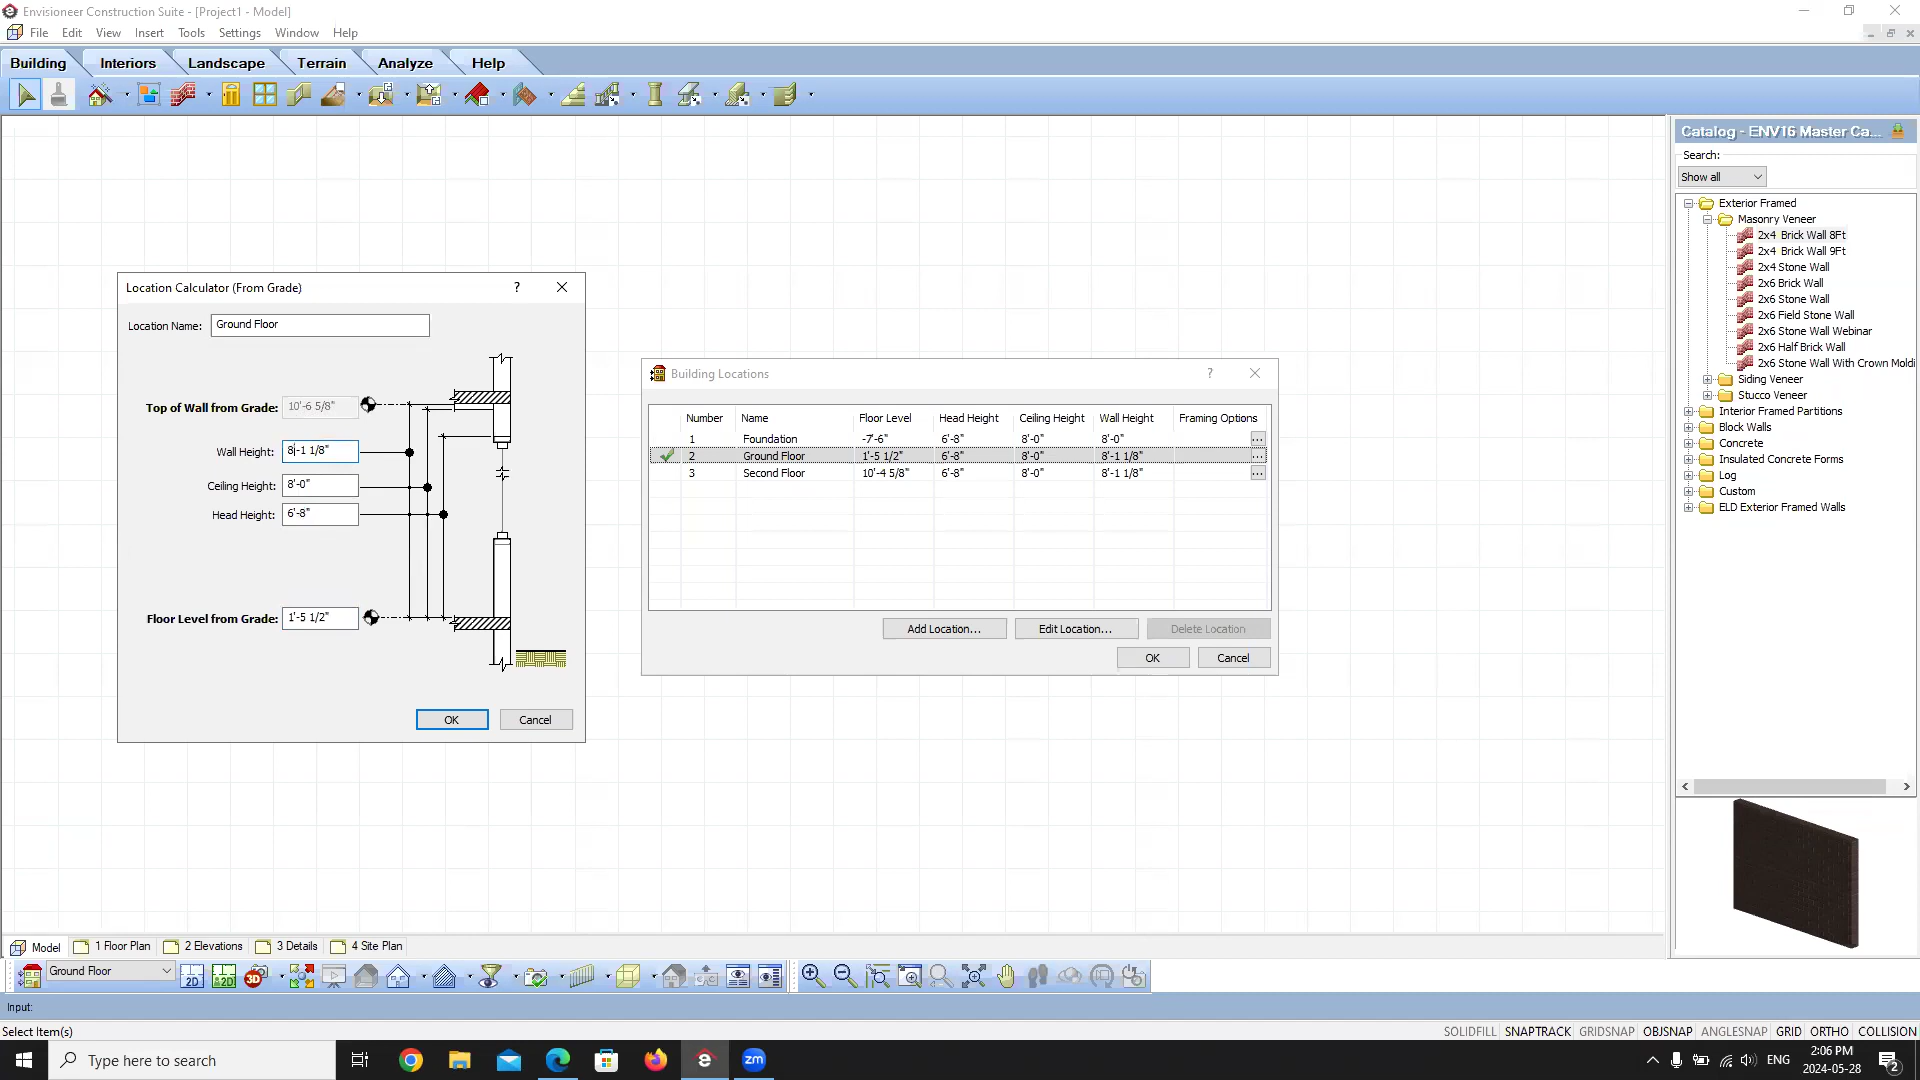 Envisioneer Construction Suite - [Project1 - Model]
File Edit View Insert Tools Settings Window Help
Building Interiors Landscape Terrain Analyze Help
Catalog - ENV16 Master Ca...
Search:
Show all
Exterior Framed
Masonry Veneer
2x4 Brick Wall 8Ft
2x4 Brick Wall 9Ft
2x4 Stone Wall
2x6 Brick Wall
2x6 Stone Wall
2x6 Field Stone Wall
2x6 Stone Wall Webinar
2x6 Half Brick Wall
2x6 Stone Wall With Crown Moldi
Siding Veneer
Stucco Veneer
Interior Framed Partitions
Block Walls
Concrete
Insulated Concrete Forms
Log
Custom
ELD Exterior Framed Walls
Location Calculator (From Grade) ?
Location Name: Ground Floor
Top of Wall from Grade: 10'-6 5/8"
Wall Height: 8-1 1/8"
Ceiling Height: 8'-0"
Head Height: 6'-8"
Floor Level from Grade: 1'-5 1/2"
OK Cancel
Building Locations ?
Number Name Floor Level Head Height Ceiling Height Wall Height Framing Options
1 Foundation -7'-6" 6'-8" 8'-0" 8'-0" ...
2 Ground Floor 1'-5 1/2" 6'-8" 8'-0" 8'-1 1/8" ...
3 Second Floor 10'-4 5/8" 6'-8" 8'-0" 8'-1 1/8" ...
Add Location... Edit Location... Delete Location
OK Cancel
Model 1 Floor Plan 2 Elevations 3 Details 4 Site Plan
Ground Floor 2D 2D 3D
Input:
Select Item(s) SOLIDFILL SNAPTRACK GRIDSNAP OBJSNAP ANGLESNAP GRID ORTHO COLLISION
Type here to search e zm ENG 2:06 PM
2024-05-28 2